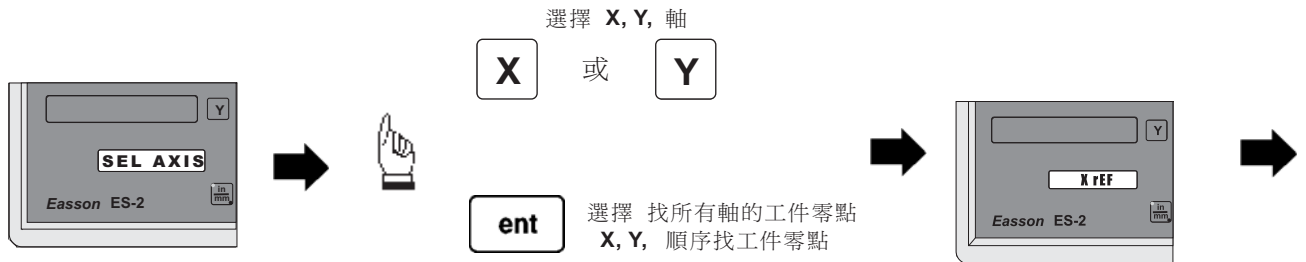 選擇 X, Y, 軸
X 或 Y
Y
SEL AXIS
in
mm
Easson ES-2
ent
選擇 找所有軸的工件零點
X, Y, 順序找工件零點
Y
X rEF
in
mm
Easson ES-2